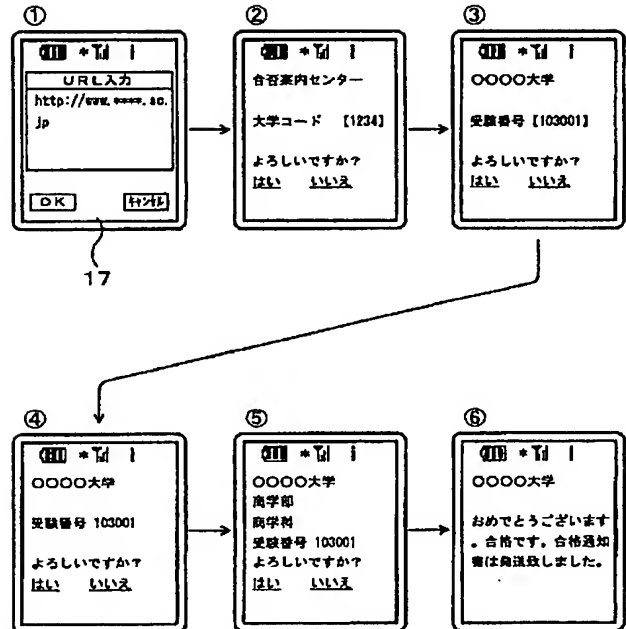 ①
URL入力
http://www.****.ac.
jp
OK
キャンセル
17
②
合否案内センター
大学コード 【1234】
よろしいですか?
はい いいえ
③
○○○○大学
受験番号【103001】
よろしいですか?
はい いいえ
④
○○○○大学
受験番号 103001
よろしいですか?
はい いいえ
⑤
○○○○大学
商学部
商学科
受験番号 103001
よろしいですか?
はい いいえ
⑥
○○○○大学
おめでとうございます
。合格です。合格通知
書は発送致しました。